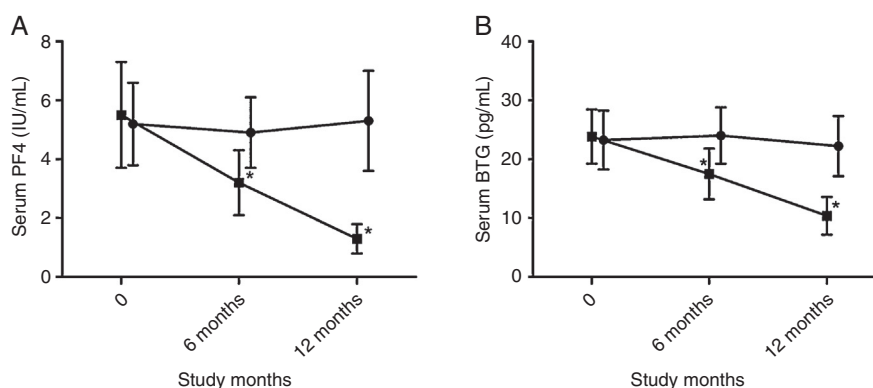 A
Serum PF4 (IU/mL)
8
6
4
2
0
*
*
0
6 months
12 months
Study months
B
Serum BTG (pg/mL)
40
30
20
10
0
*
*
0
6 months
12 months
Study months